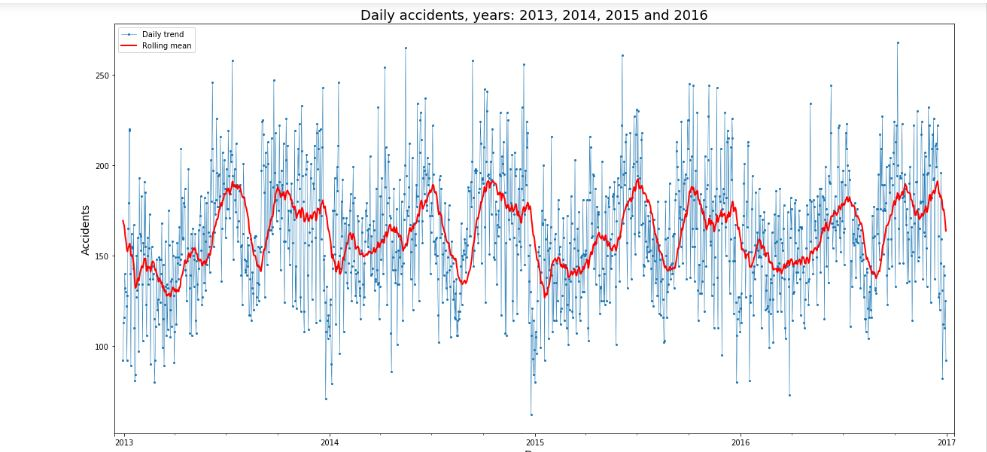 Daily accidents, years: 2013, 2014, 2015 and 2016
Daily trend
Rolling mean
250
200
150
100
Accidents
2013
2014
2015
2016
2017